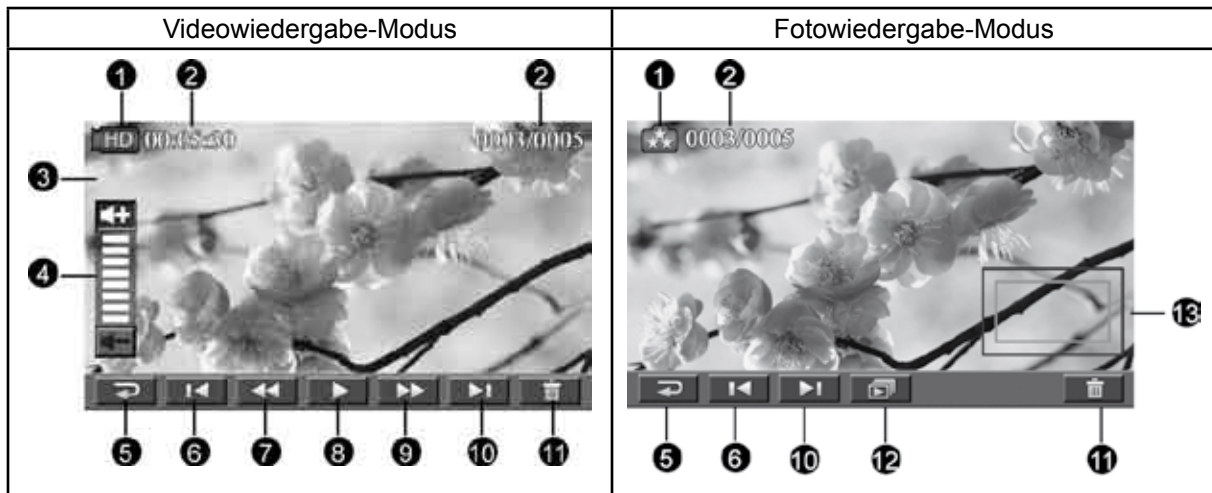 Videowiedergabe-Modus
Fotowiedergabe-Modus
1 2 2
1 2
HD 00:05:50 0003/0005
0003/0005
3
4
13
5 6 7 8 9 10 11
5 6 10 12 11